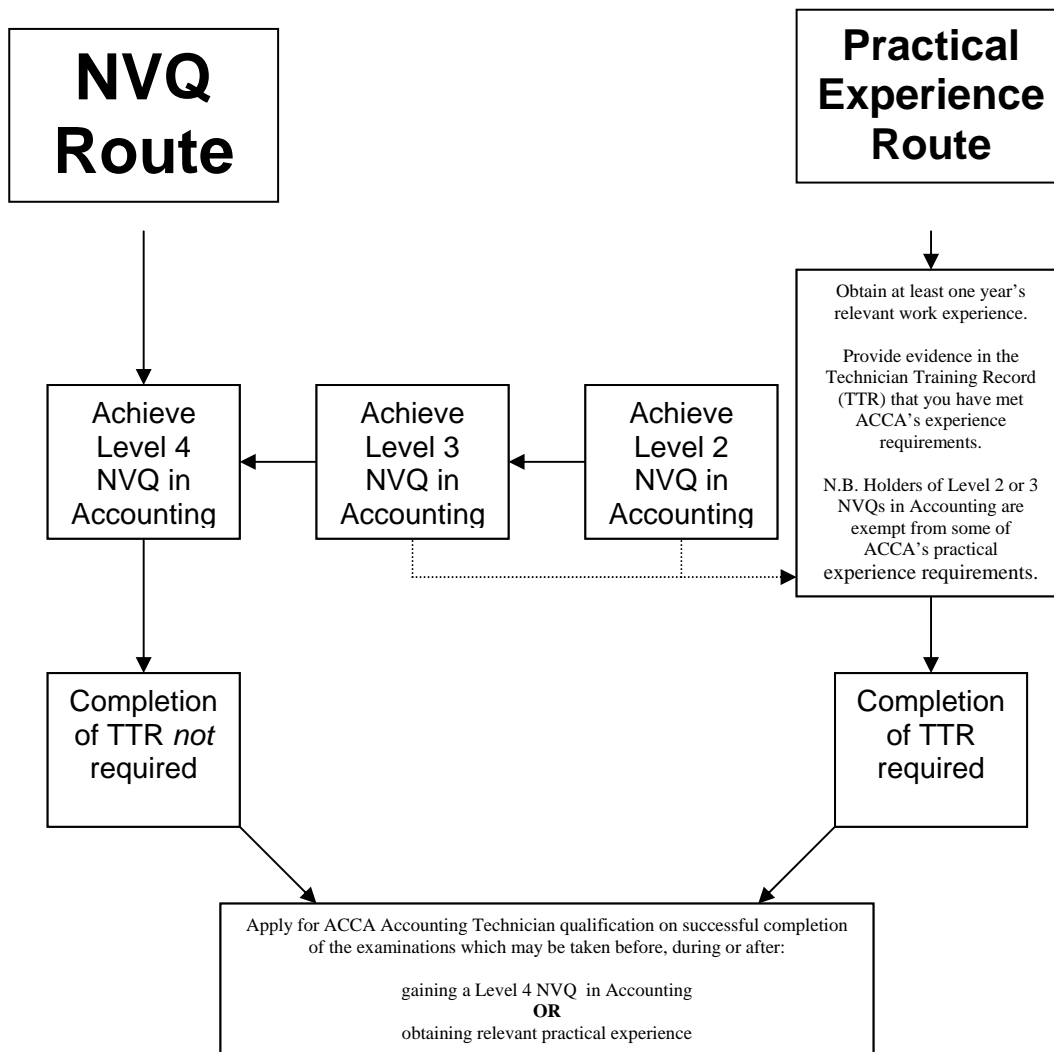 NVQ
Route
Practical
Experience
Route
Obtain at least one year’s
relevant work experience.
Provide evidence in the
Technician Training Record
(TTR) that you have met
ACCA’s experience
requirements.
N.B. Holders of Level 2 or 3
NVQs in Accounting are
exempt from some of
ACCA’s practical
experience requirements.
Achieve
Level 4
NVQ in
Accounting
Achieve
Level 3
NVQ in
Accounting
Achieve
Level 2
NVQ in
Accounting
Completion
of TTR not
required
Completion
of TTR
required
Apply for ACCA Accounting Technician qualification on successful completion
of the examinations which may be taken before, during or after:
gaining a Level 4 NVQ in Accounting
OR
obtaining relevant practical experience